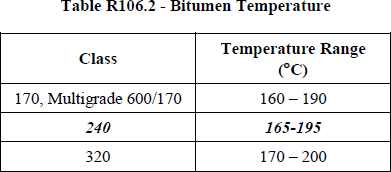 Table R106.2 - Bitumen Temperature
Class
Temperature Range
(°C)
170, Multigrade 600/170
160 – 190
240
165-195
320
170 – 200